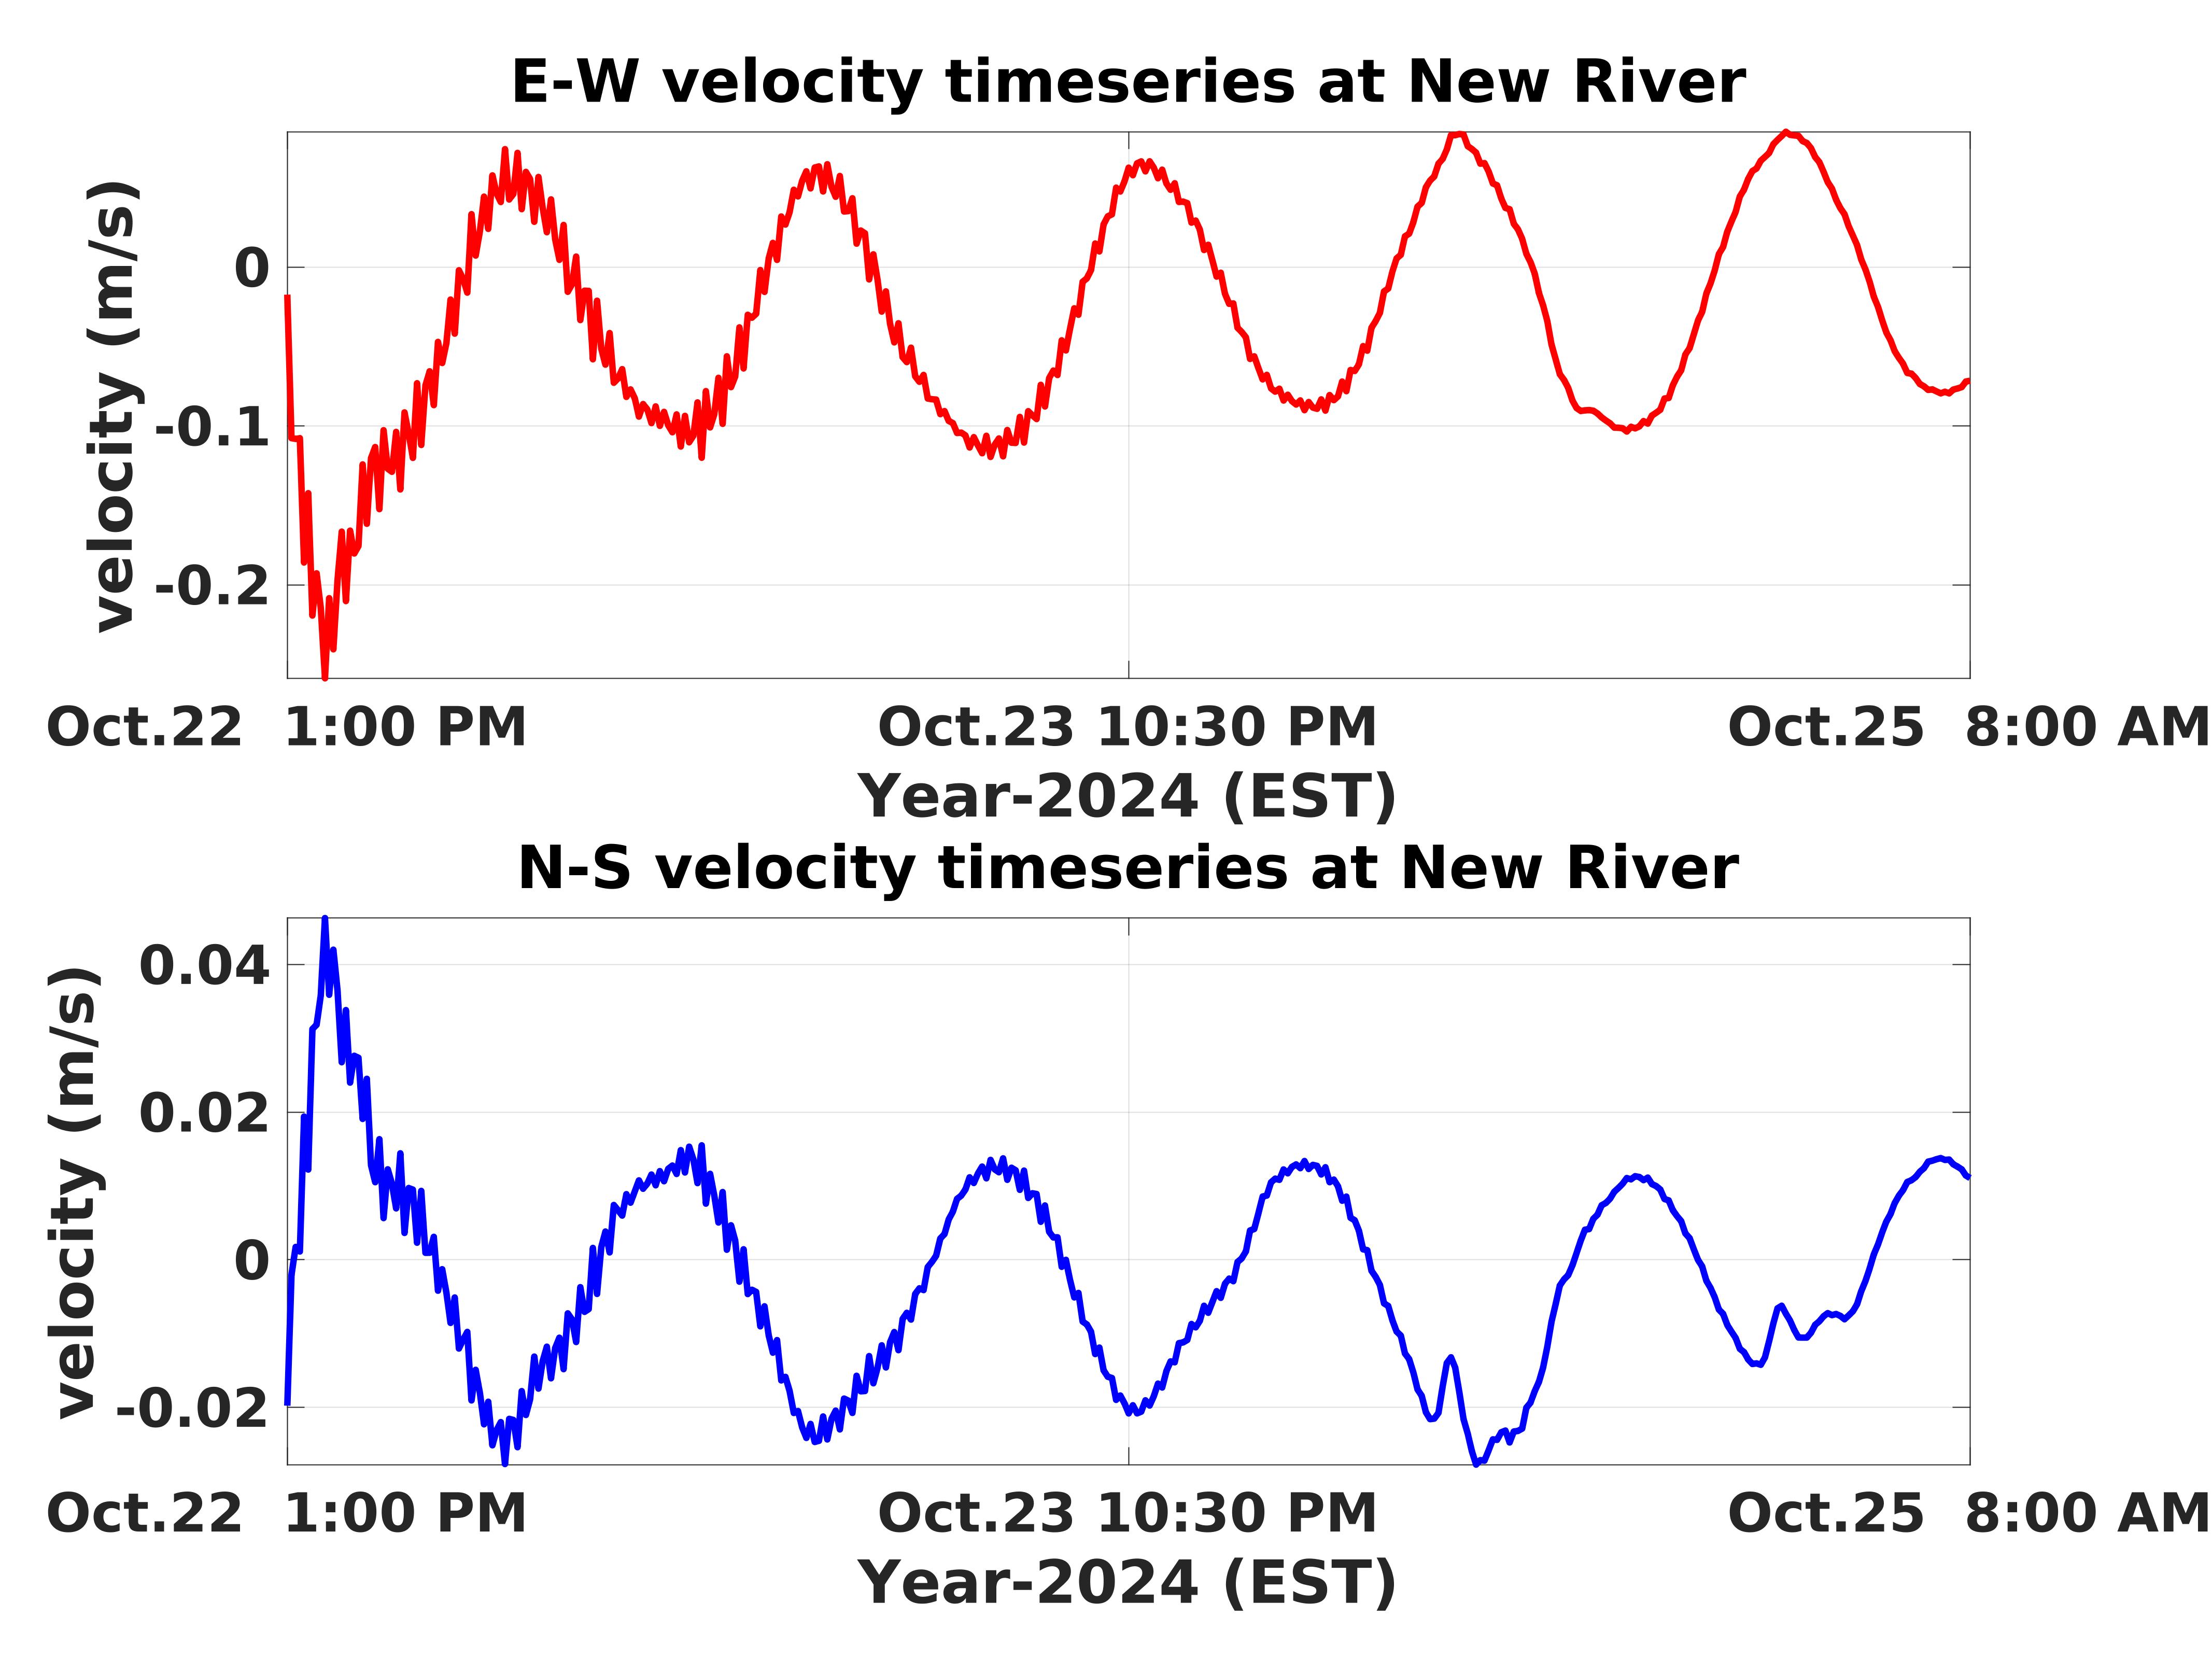 E-W velocity timeseries at New River
velocity (m/s)
0
-0.1
-0.2
Oct.22 1:00 PM Oct.23 10:30 PM Oct.25 8:00 AM
Year-2024 (EST)
N-S velocity timeseries at New River
velocity (m/s)
0.04
0.02
0
-0.02
Oct.22 1:00 PM Oct.23 10:30 PM Oct.25 8:00 AM
Year-2024 (EST)